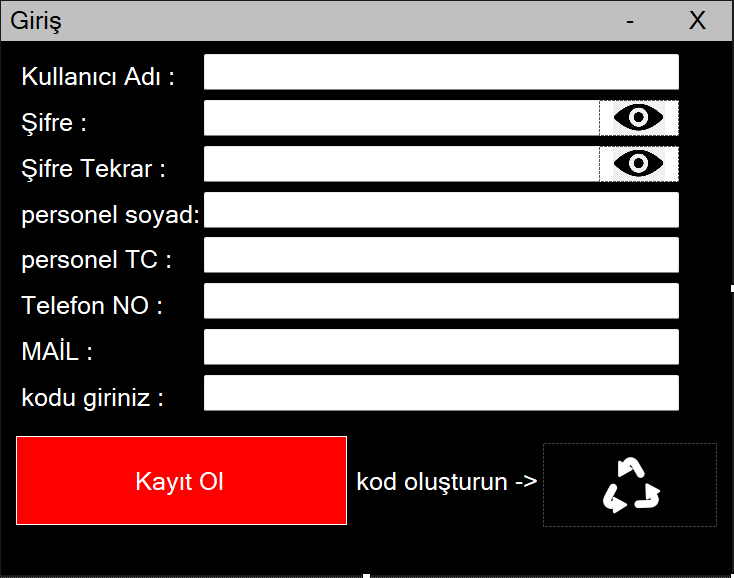 Giriş - X
Kullanıcı Adı :
Şifre :
Şifre Tekrar :
personel soyad:
personel TC :
Telefon NO :
MAİL :
kodu giriniz :
Kayıt Ol kod oluşturun ->